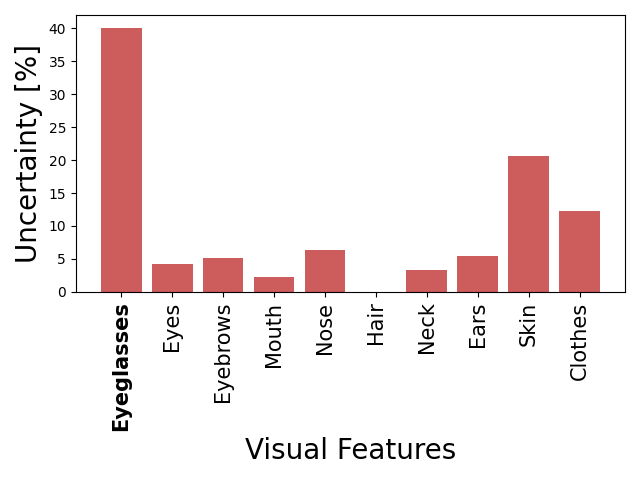 Uncertainty [%]
40
35
30
25
20
15
10
5
0
Eyeglasses
Eyes
Eyebrows
Mouth
Nose
Hair
Neck
Ears
Skin
Clothes
Visual Features